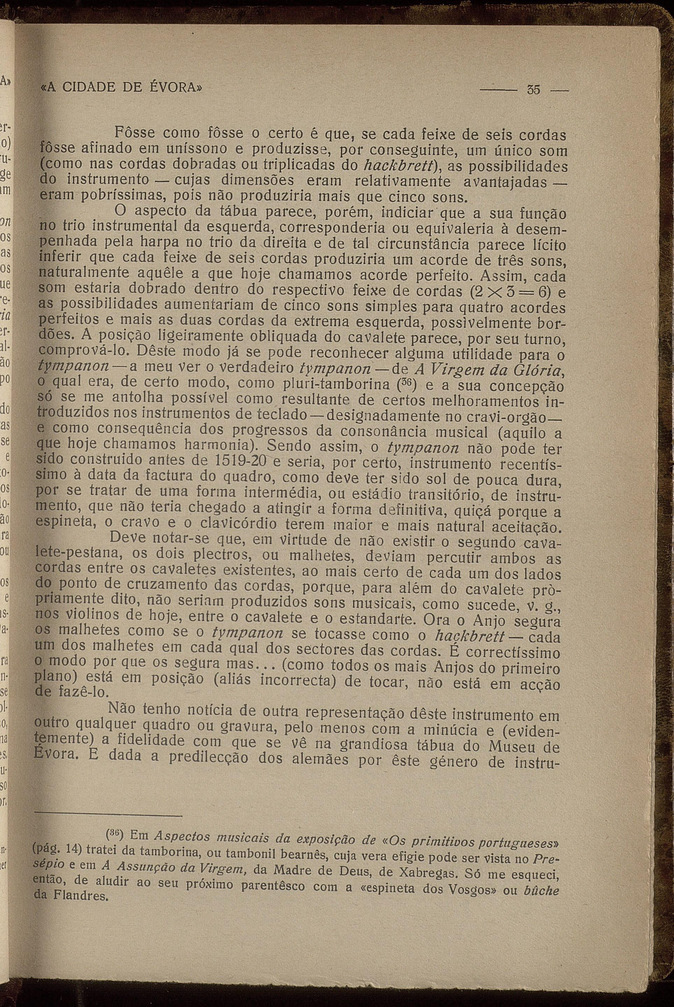 «A CIDADE DE ÉVORA» —— 35 —
Fôsse como fôsse o certo é que, se cada feixe de seis cordas
fôsse afinado em uníssono e produzisse, por conseguinte, um único som
(como nas cordas dobradas ou triplicadas do hackbrett), as possibilidades
do instrumento — cujas dimensões eram relativamente avantajadas —
eram pobríssimas, pois não produziria mais que cinco sons.
O aspecto da tábua parece, porém, indiciar que a sua função
no trio instrumental da esquerda, corresponderia ou equivaleria à desem-
penhada pela harpa no trio da direita e de tal circunstância parece lícito
inferir que cada feixe de seis cordas produziria um acorde de três sons,
naturalmente aquêle a que hoje chamamos acorde perfeito. Assim, cada
som estaria dobrado dentro do respectivo feixe de cordas (2 × 3 = 6) e
as possibilidades aumentariam de cinco sons simples para quatro acordes
perfeitos e mais as duas cordas da extrema esquerda, possivelmente bor-
dões. A posição ligeiramente obliquada do cavalete parece, por seu turno,
comprová-lo. Dêste modo já se pode reconhecer alguma utilidade para o
tympanon — a meu ver o verdadeiro tympanon — de A Virgem da Glória,
o qual era, de certo modo, como pluri-tamborina (36) e a sua concepção
só se me antolha possível como resultante de certos melhoramentos in-
troduzidos nos instrumentos de teclado — designadamente no cravi-orgão—
e como consequência dos progressos da consonância musical (aquilo a
que hoje chamamos harmonia). Sendo assim, o tympanon não pode ter
sido construido antes de 1519-20 e seria, por certo, instrumento recentís-
simo à data da factura do quadro, como deve ter sido sol de pouca dura,
por se tratar de uma forma intermédia, ou estádio transitório, de instru-
mento, que não teria chegado a atingir a forma definitiva, quiçá porque a
espineta, o cravo e o clavicórdio terem maior e mais natural aceitação.
Deve notar-se que, em virtude de não existir o segundo cava-
lete-pestana, os dois plectros, ou malhetes, deviam percutir ambos as
cordas entre os cavaletes existentes, ao mais certo de cada um dos lados
do ponto de cruzamento das cordas, porque, para além do cavalete prò-
priamente dito, não seriam produzidos sons musicais, como sucede, v. g.,
nos violinos de hoje, entre o cavalete e o estandarte. Ora o Anjo segura
os malhetes como se o tympanon se tocasse como o hackbrett — cada
um dos malhetes em cada qual dos sectores das cordas. É correctíssimo
o modo por que os segura mas... (como todos os mais Anjos do primeiro
plano) está em posição (aliás incorrecta) de tocar, não está em acção
de fazê-lo.
Não tenho notícia de outra representação dêste instrumento em
outro qualquer quadro ou gravura, pelo menos com a minúcia e (eviden-
temente) a fidelidade com que se vê na grandiosa tábua do Museu de
Évora. E dada a predilecção dos alemães por êste género de instru-
(36) Em Aspectos musicais da exposição de «Os primitivos portugueses»
(pág. 14) tratei da tamborina, ou tambonil bearnês, cuja vera efigie pode ser vista no Pre-
sépio e em A Assunção da Virgem, da Madre de Deus, de Xabregas. Só me esqueci,
então, de aludir ao seu próximo parentêsco com a «espineta dos Vosgos» ou bûche
da Flandres.